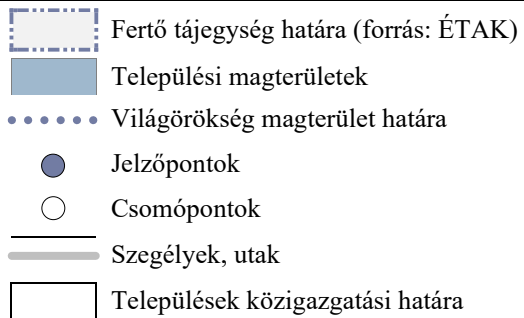 Fertő tájegység határa (forrás: ÉTAK)
Települési magterületek
Világörökség magterület határa
Jelzőpontok
Csomópontok
Szegélyek, utak
Települések közigazgatási határa